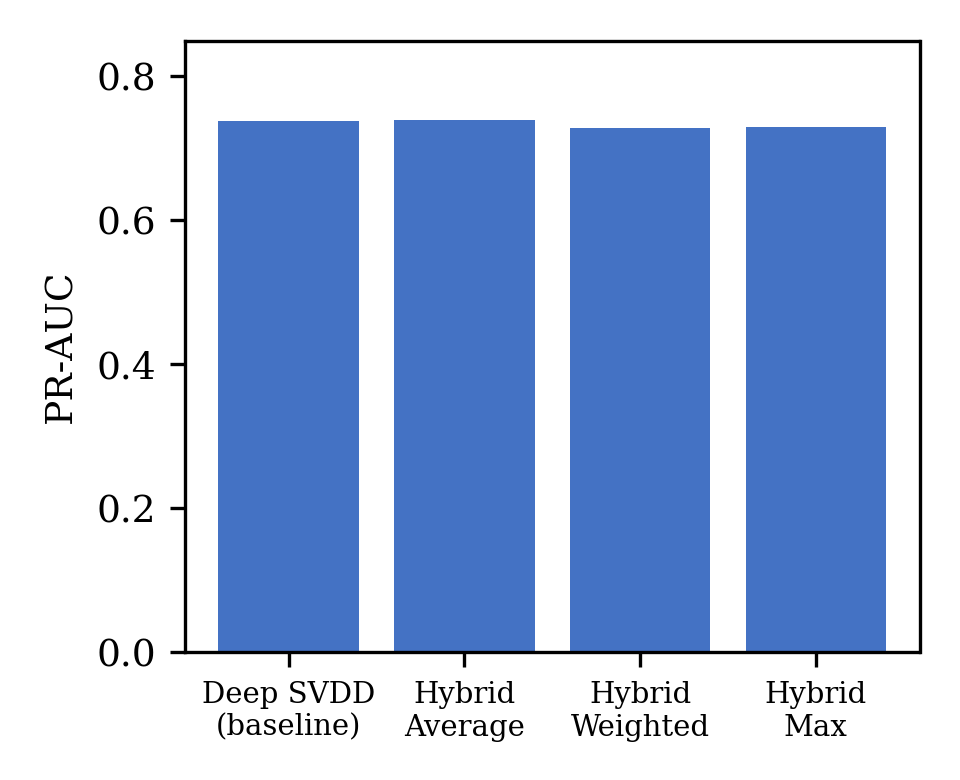 0.8
0.6
0.4
0.2
0.0
PR-AUC
Deep SVDD
(baseline)
Hybrid
Average
Hybrid
Weighted
Hybrid
Max